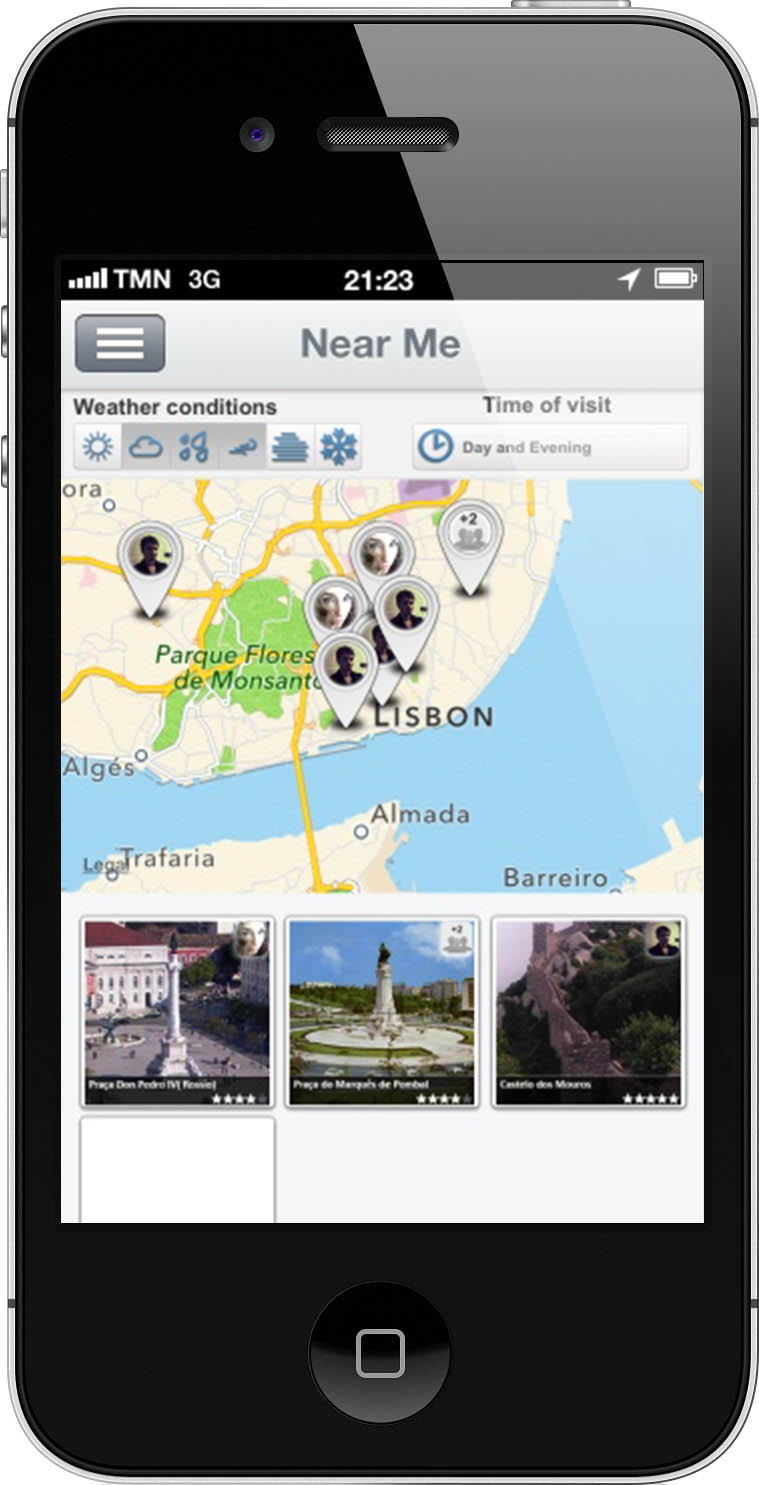 TMN 3G 21:23
Near Me
Weather conditions
Time of visit
Day and Evening
ora
+2
Parque Flores
de Monsanto
LISBON
Algés
Almada
Legal
Trafaria
Barreiro
+2
Praça Don Pedro IV( Rossio)
Praça do Marquês de Pombal
Castelo dos Mouros